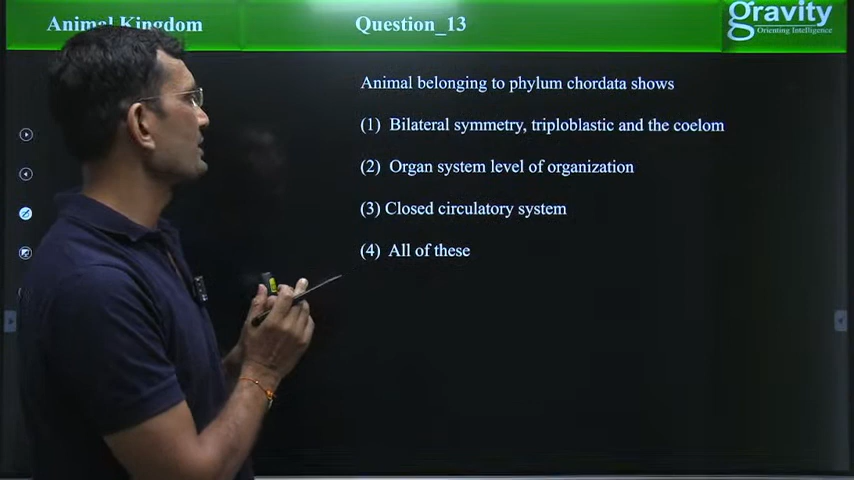 Animal Kingdom
Question_13
gravity
Orienting Intelligence
Animal belonging to phylum chordata shows
(1) Bilateral symmetry, triploblastic and the coelom
(2) Organ system level of organization
(3) Closed circulatory system
(4) All of these